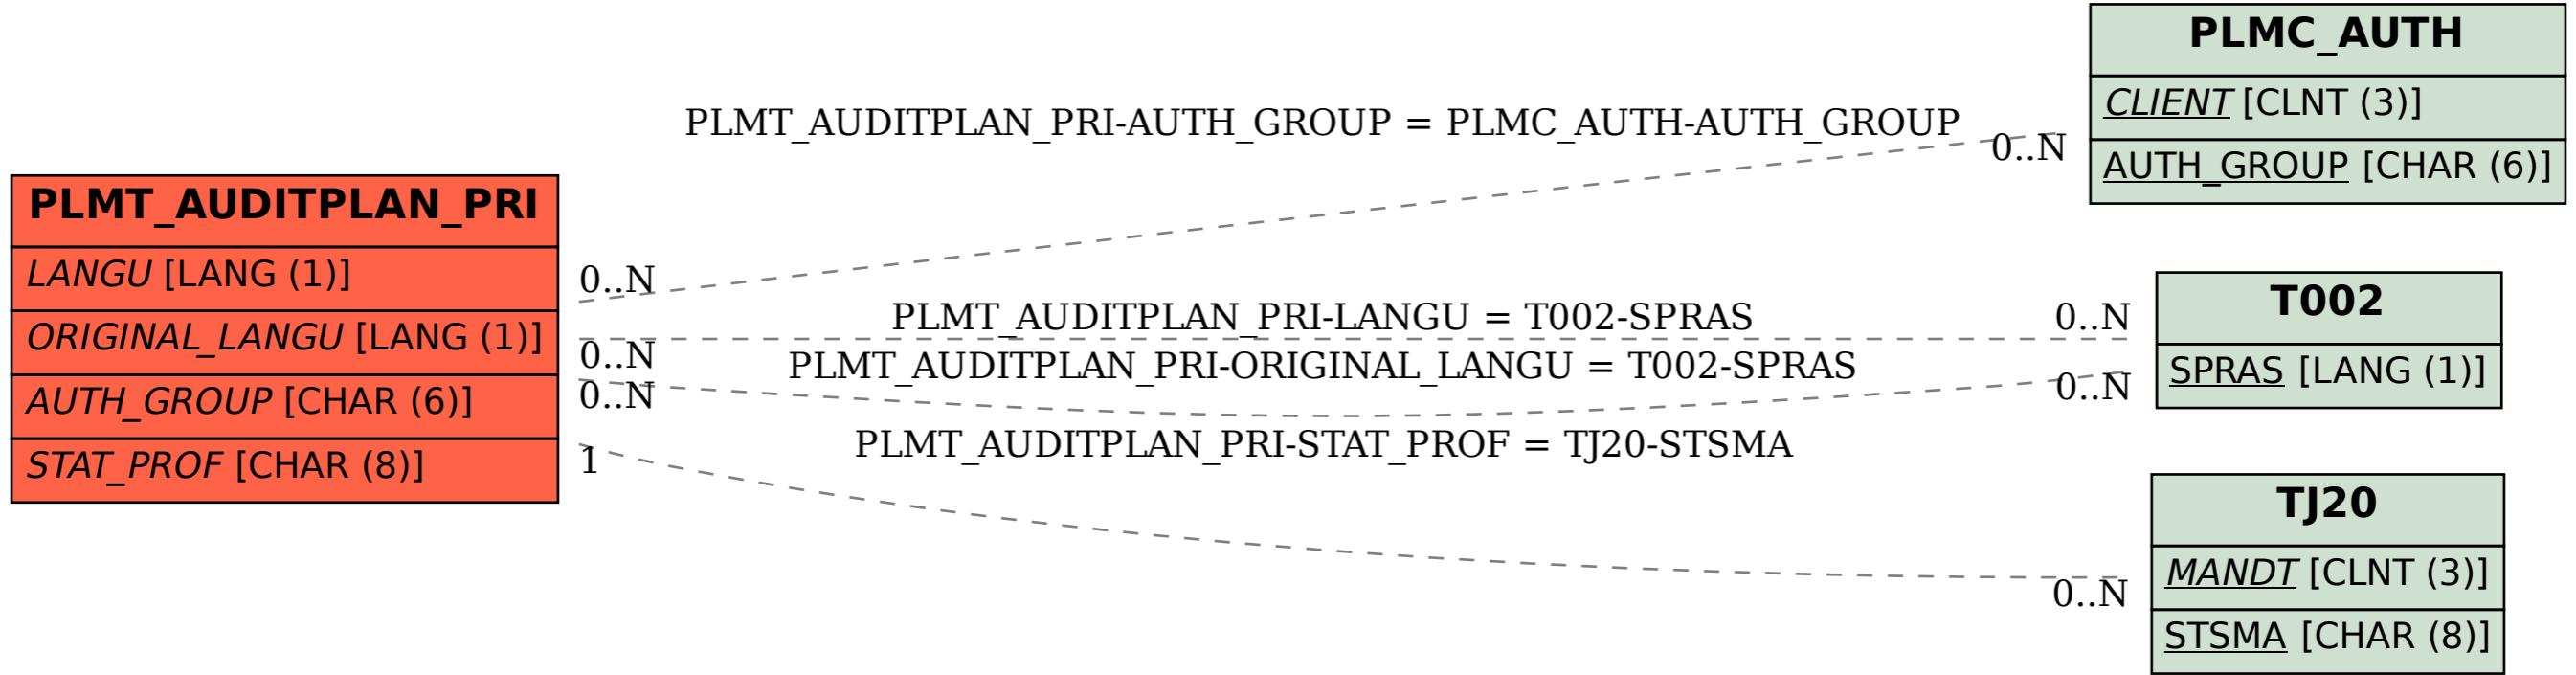 PLMT_AUDITPLAN_PRI
LANGU [LANG (1)]
ORIGINAL_LANGU [LANG (1)]
AUTH_GROUP [CHAR (6)]
STAT_PROF [CHAR (8)]
PLMT_AUDITPLAN_PRI-AUTH_GROUP = PLMC_AUTH-AUTH_GROUP
0..N
0..N
PLMT_AUDITPLAN_PRI-LANGU = T002-SPRAS
0..N
0..N
PLMT_AUDITPLAN_PRI-ORIGINAL_LANGU = T002-SPRAS
0..N
0..N
PLMT_AUDITPLAN_PRI-STAT_PROF = TJ20-STSMA
1
0..N
PLMC_AUTH
CLIENT [CLNT (3)]
AUTH_GROUP [CHAR (6)]
T002
SPRAS [LANG (1)]
TJ20
MANDT [CLNT (3)]
STSMA [CHAR (8)]